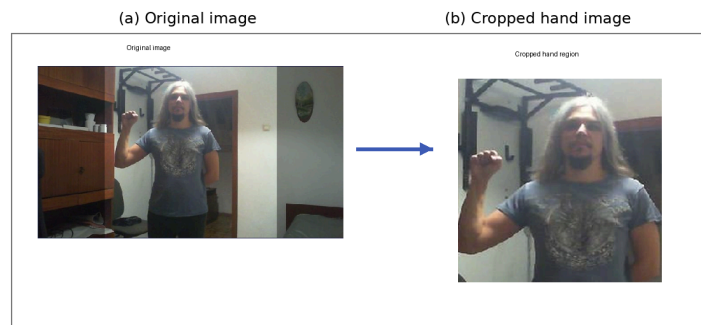 (a) Original image
(b) Cropped hand image
Original image
Cropped hand region